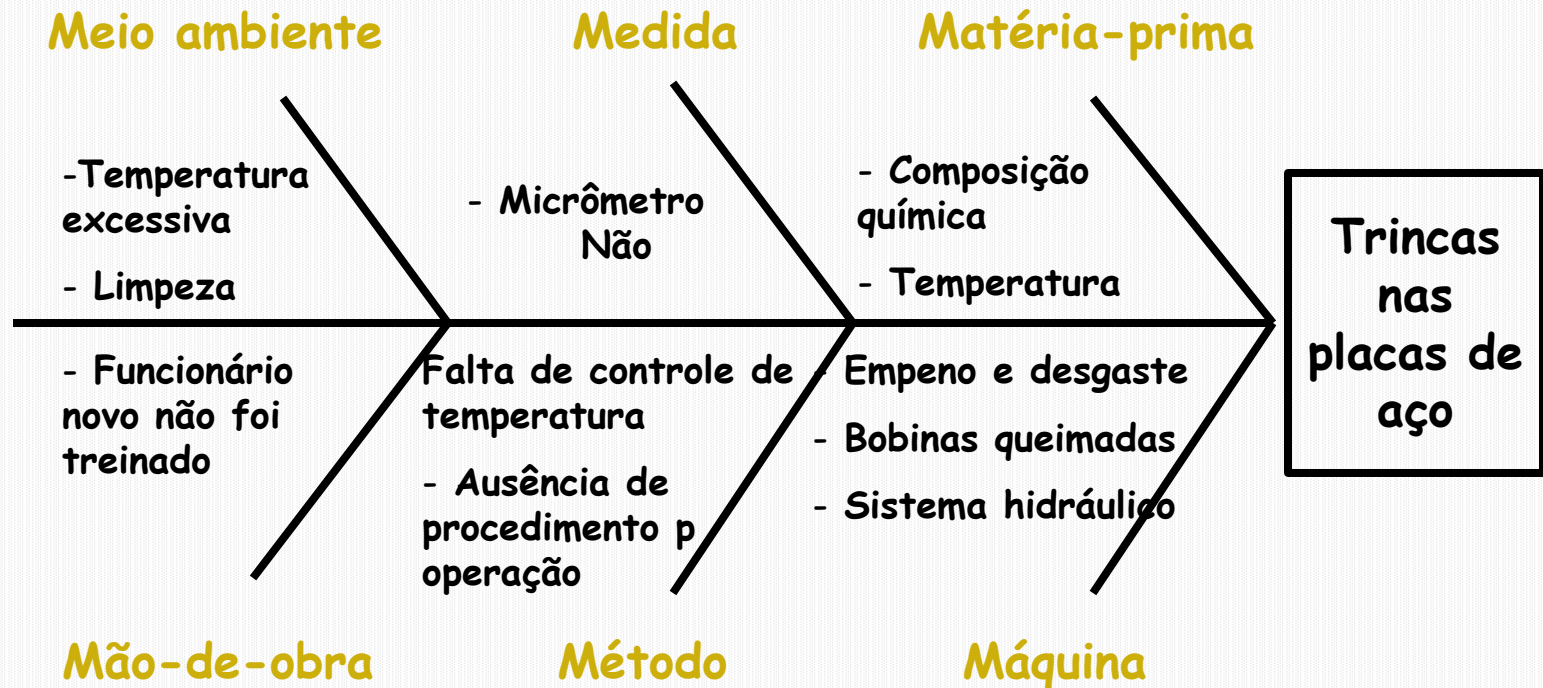 Meio ambiente
Medida
Matéria-prima
-Temperatura
excessiva
- Limpeza
- Micrômetro
Não
- Composição
química
- Temperatura
Trincas
nas
placas de
aço
- Funcionário
novo não foi
treinado
Falta de controle de
temperatura
- Ausência de
procedimento p
operação
- Empeno e desgaste
- Bobinas queimadas
- Sistema hidráulico
Mão-de-obra
Método
Máquina